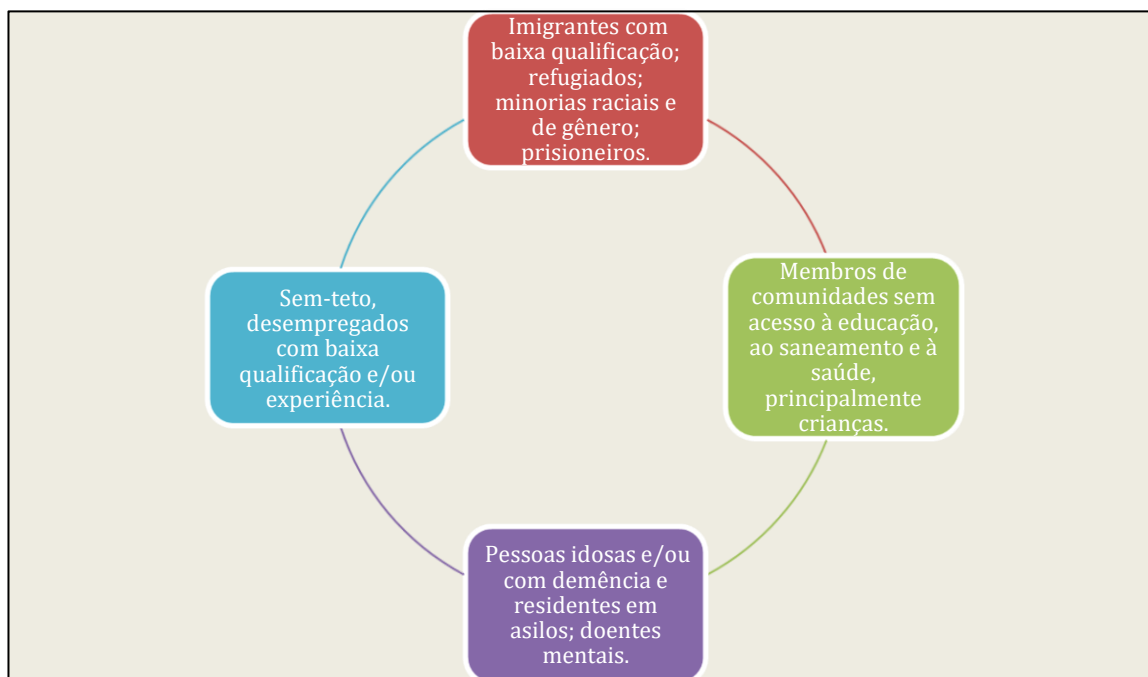 Imigrantes com
baixa qualificação;
refugiados;
minorias raciais e
de gênero;
prisioneiros.
Membros de
comunidades sem
acesso à educação,
ao saneamento e à
saúde,
principalmente
crianças.
Pessoas idosas e/ou
com demência e
residentes em
asilos; doentes
mentais.
Sem-teto,
desempregados
com baixa
qualificação e/ou
experiência.